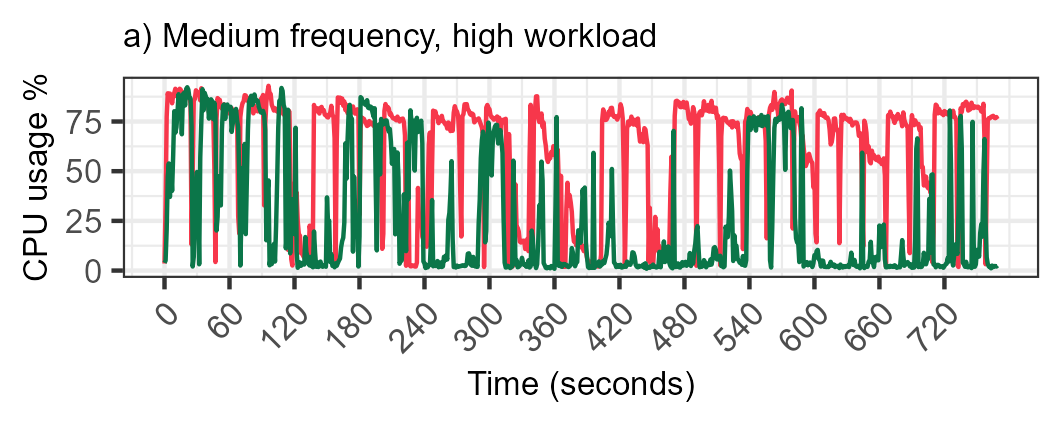 a) Medium frequency, high workload
CPU usage %
75
50
25
0
0 60 120 180 240 300 360 420 480 540 600 660 720
Time (seconds)